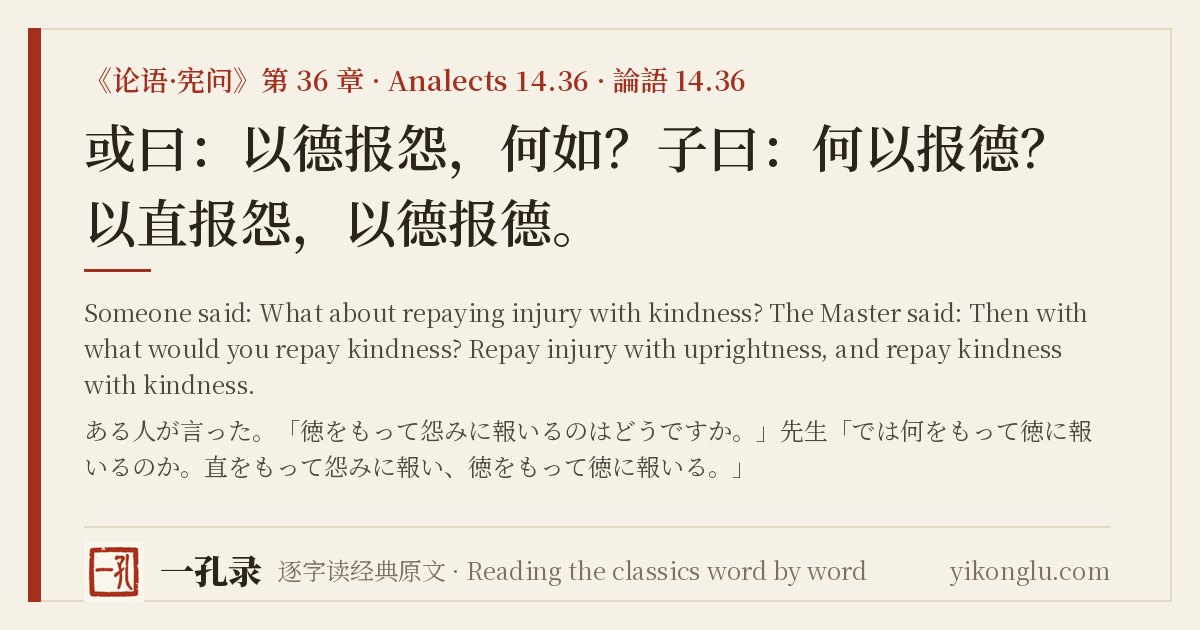 《论语·宪问》第 36 章 · Analects 14.36 · 論語 14.36
或曰：以德报怨，何如？子曰：何以报德？
以直报怨，以德报德。
Someone said: What about repaying injury with kindness? The Master said: Then with
what would you repay kindness? Repay injury with uprightness, and repay kindness
with kindness.
ある人が言った。「徳をもって怨みに報いるのはどうですか。」先生「では何をもって徳に報
いるのか。直をもって怨みに報い、徳をもって徳に報いる。」
一孔
一孔录 逐字读经典原文 · Reading the classics word by word yikonglu.com